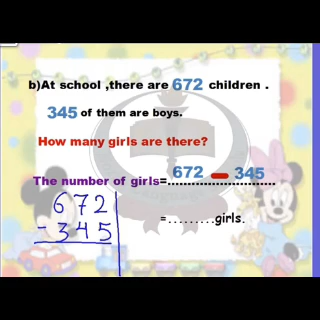 b)At school ,there are 672 children .
345 of them are boys.
How many girls are there?
The number of girls=672 - 345
=.........girls.
672
- 345